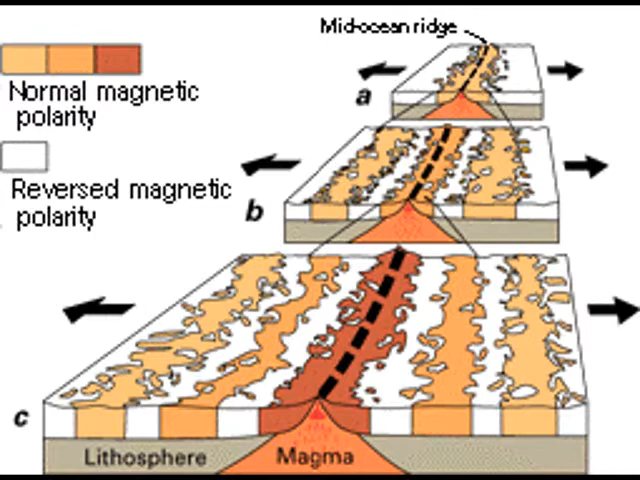 Mid-ocean ridge
Normal magnetic
polarity
Reversed magnetic
polarity
a
b
c
Lithosphere
Magma